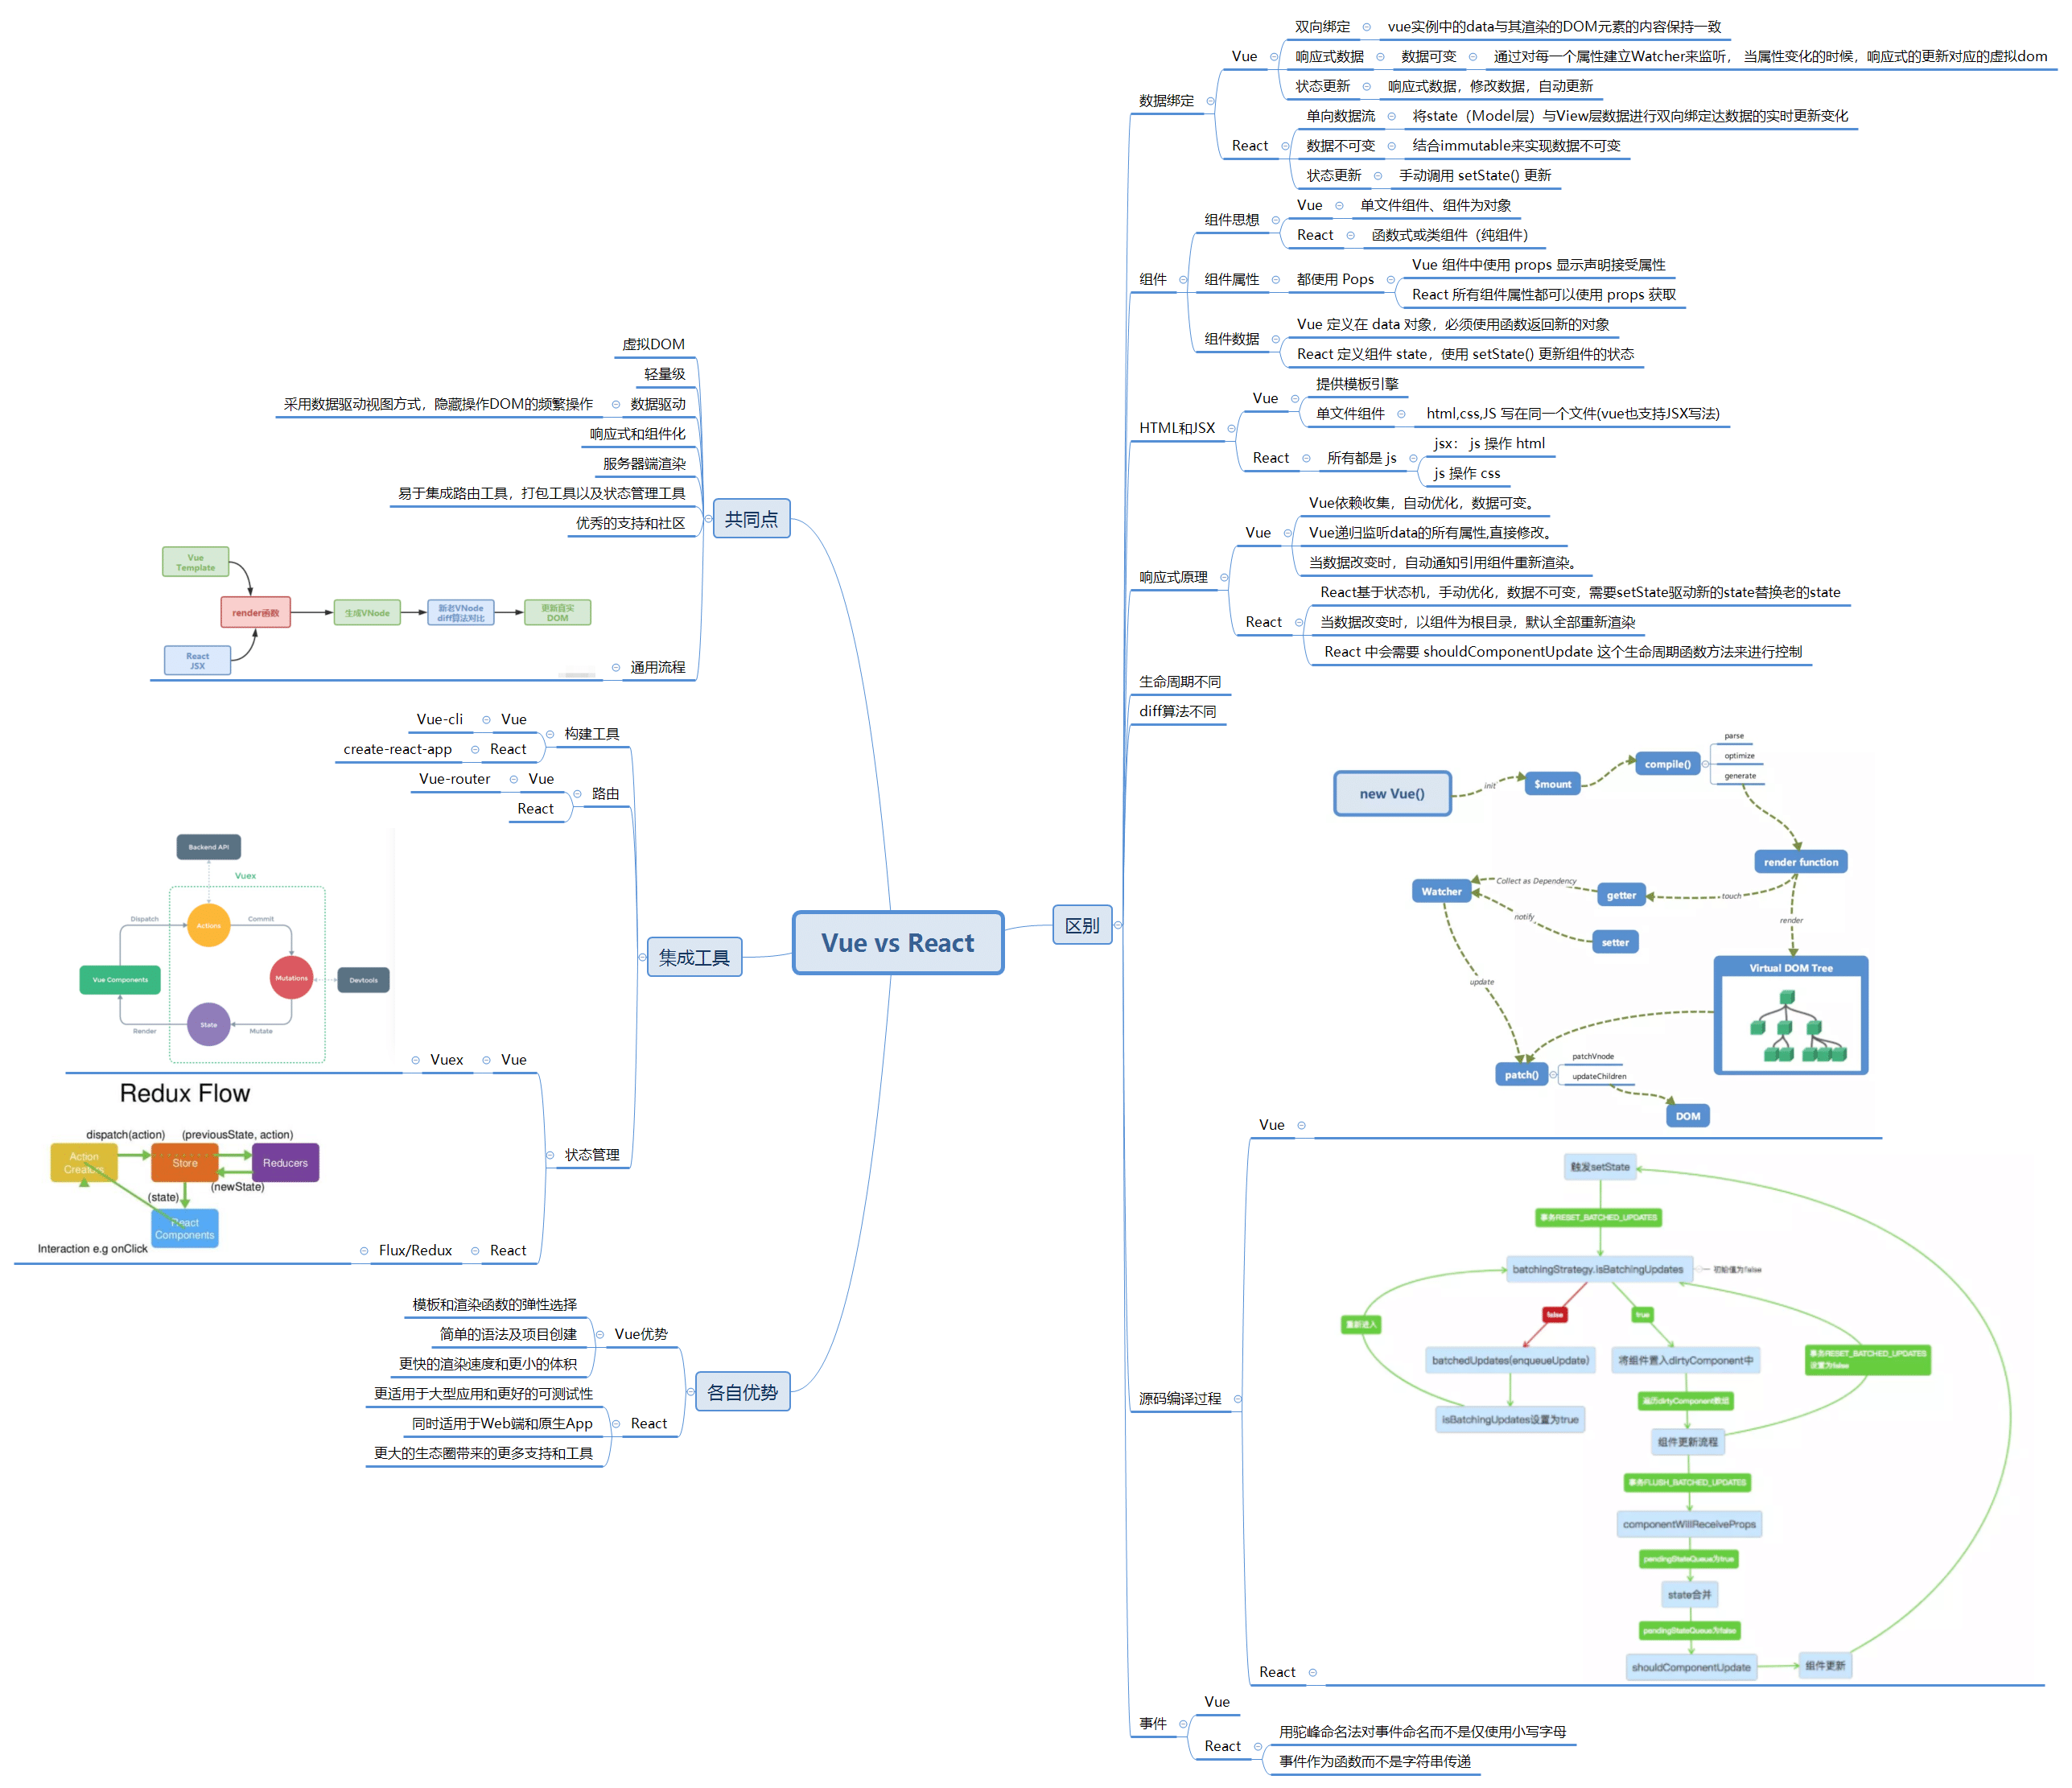 Vue vs React
共同点
虚拟DOM
轻量级
数据驱动
采用数据驱动视图方式，隐藏操作DOM的频繁操作
响应式和组件化
服务器端渲染
易于集成路由工具，打包工具以及状态管理工具
优秀的支持和社区
通用流程
Vue
Template
render函数
React
JSX
生成VNode
新老VNode
diff算法对比
更新真实
DOM
集成工具
构建工具
Vue
Vue-cli
React
create-react-app
路由
Vue
Vue-router
React
状态管理
Vue
Vuex
Backend API
Vuex
Dispatch
Actions
Commit
Vue Components
Mutations
Devtools
State
Render
Mutate
React
Flux/Redux
Redux Flow
dispatch(action)
(previousState, action)
Action
Creators
Store
Reducers
(newState)
(state)
React
Components
Interaction e.g onClick
各自优势
Vue优势
模板和渲染函数的弹性选择
简单的语法及项目创建
更快的渲染速度和更小的体积
React
更适用于大型应用和更好的可测试性
同时适用于Web端和原生App
更大的生态圈带来的更多支持和工具
区别
数据绑定
Vue
双向绑定
vue实例中的data与其渲染的DOM元素的内容保持一致
响应式数据
数据可变
通过对每一个属性建立Watcher来监听， 当属性变化的时候，响应式的更新对应的虚拟dom
状态更新
响应式数据，修改数据，自动更新
React
单向数据流
将state（Model层）与View层数据进行双向绑定达数据的实时更新变化
数据不可变
结合immutable来实现数据不可变
状态更新
手动调用 setState() 更新
组件
组件思想
Vue
单文件组件、组件为对象
React
函数式或类组件（纯组件）
组件属性
都使用 Pops
Vue 组件中使用 props 显示声明接受属性
React 所有组件属性都可以使用 props 获取
组件数据
Vue 定义在 data 对象，必须使用函数返回新的对象
React 定义组件 state，使用 setState() 更新组件的状态
HTML和JSX
Vue
提供模板引擎
单文件组件
html,css,JS 写在同一个文件(vue也支持JSX写法)
React
所有都是 js
jsx： js 操作 html
js 操作 css
响应式原理
Vue
Vue依赖收集，自动优化，数据可变。
Vue递归监听data的所有属性,直接修改。
当数据改变时，自动通知引用组件重新渲染。
React
React基于状态机，手动优化，数据不可变，需要setState驱动新的state替换老的state
当数据改变时，以组件为根目录，默认全部重新渲染
React 中会需要 shouldComponentUpdate 这个生命周期函数方法来进行控制
生命周期不同
diff算法不同
源码编译过程
Vue
new Vue()
init
$mount
compile()
parse
optimize
generate
render function
Watcher
Collect as Dependency
getter
touch
notify
setter
render
Virtual DOM Tree
update
patch()
patchVnode
updateChildren
DOM
React
触发setState
事务RESET_BATCHED_UPDATES
batchingStrategy.isBatchingUpdates
初始值为false
重新进入
false
true
事务RESET_BATCHED_UPDATES
设置为false
batchedUpdates(enqueueUpdate)
将组件置入dirtyComponent中
遍历dirtyComponent数组
isBatchingUpdates设置为true
组件更新流程
事务FLUSH_BATCHED_UPDATES
componentWillReceiveProps
pendingStateQueue为true
state合并
pendingStateQueue为false
shouldComponentUpdate
组件更新
事件
Vue
React
用驼峰命名法对事件命名而不是仅使用小写字母
事件作为函数而不是字符串传递